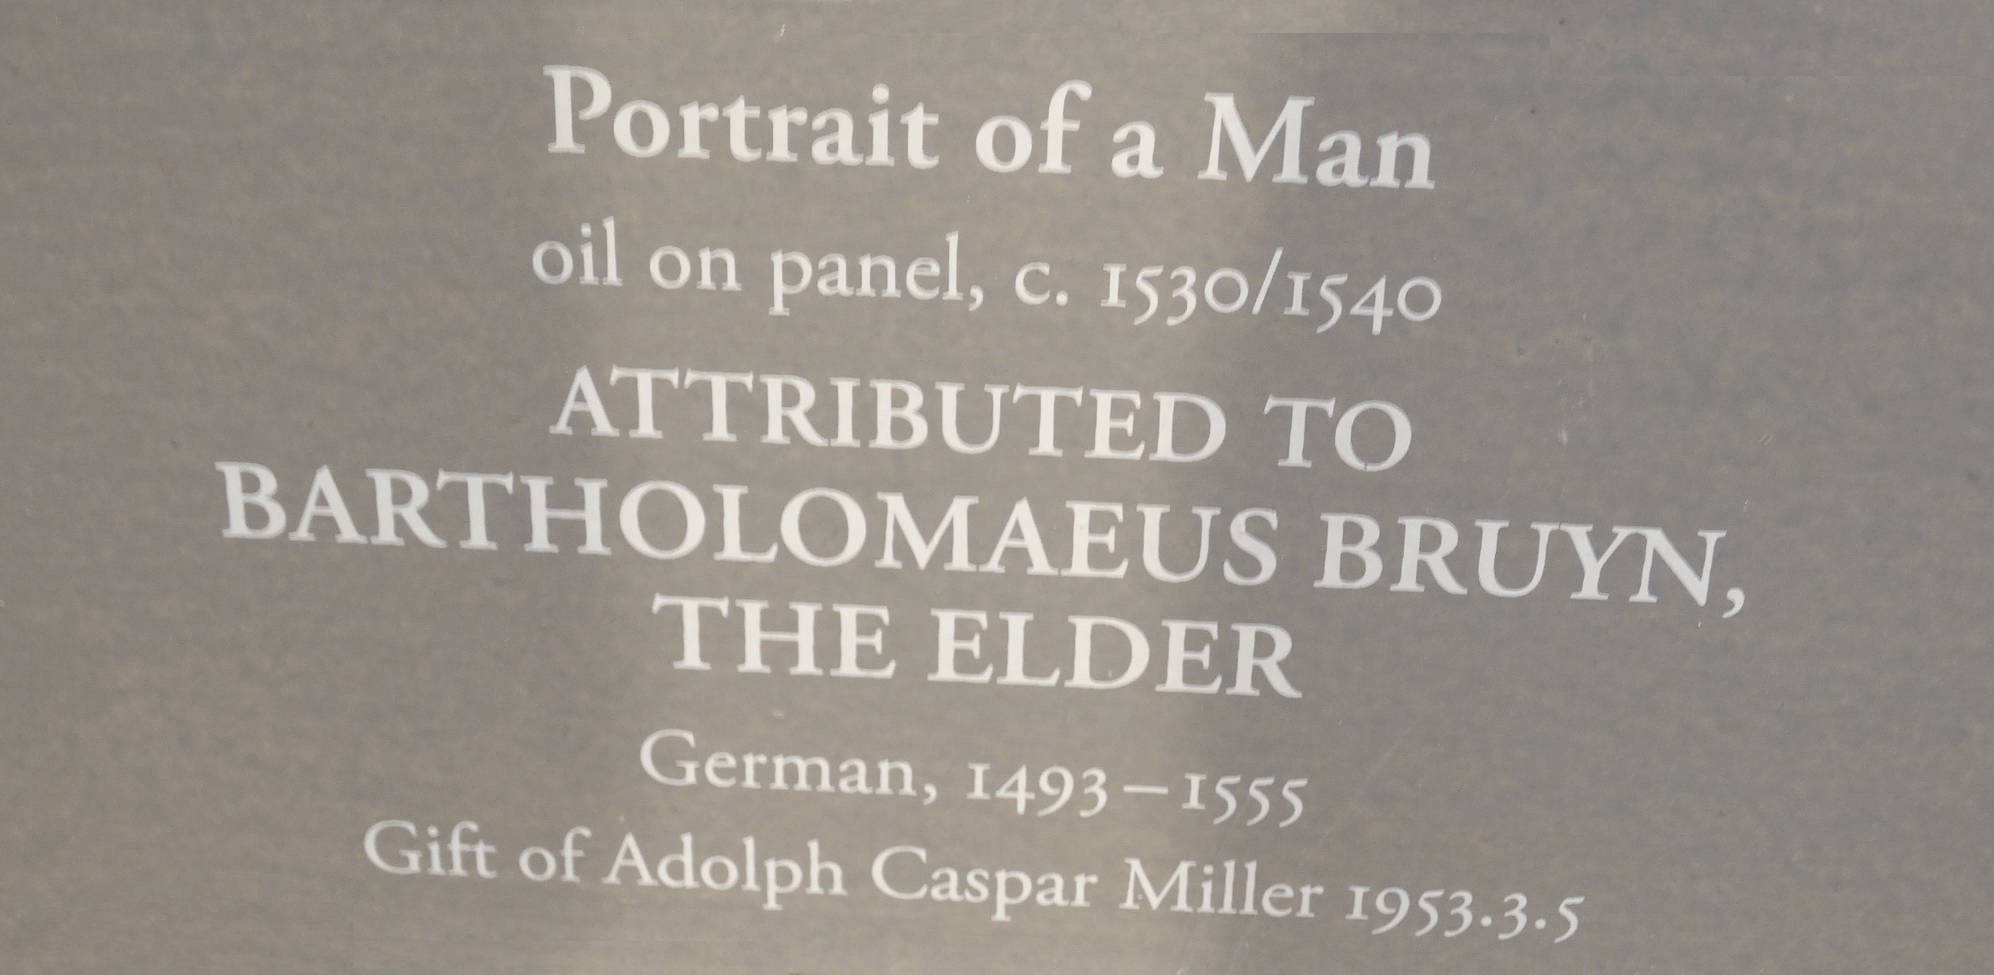 Portrait of a Man
oil on panel, c. 1530/1540
ATTRIBUTED TO
BARTHOLOMAEUS BRUYN,
THE ELDER
German, 1493–1555
Gift of Adolph Caspar Miller 1953.3.5